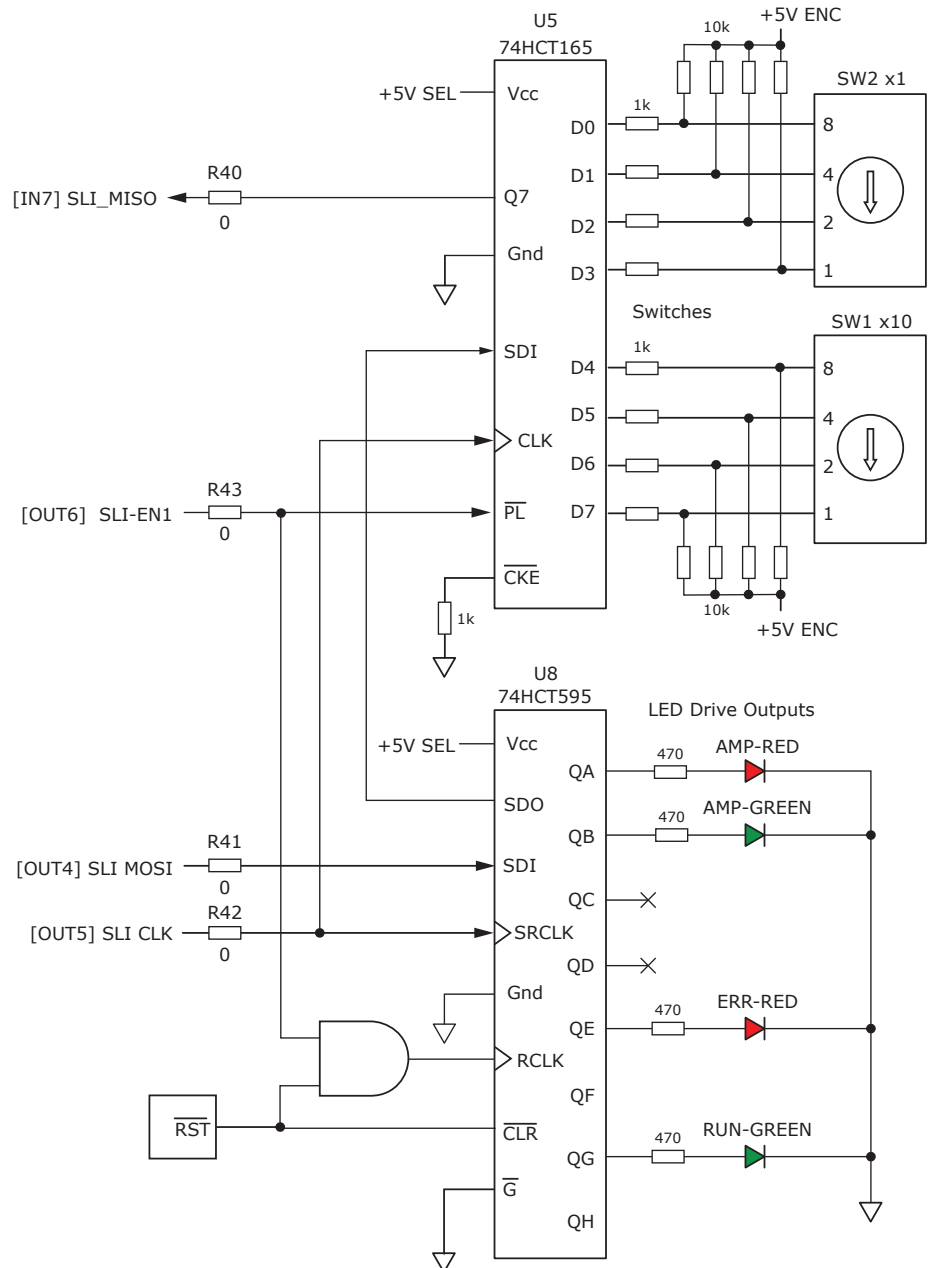 U5
74HCT165
+5V SEL
Vcc
10k
+5V ENC
SW2 x1
1k
D0
8
D1
4
D2
2
D3
1
R40
[IN7] SLI_MISO
0
Q7
Gnd
Switches
SW1 x10
SDI
1k
D4
8
CLK
D5
4
D6
2
R43
[OUT6] SLI-EN1
0
PL
D7
1
CKE
1k
10k
+5V ENC
U8
74HCT595
LED Drive Outputs
+5V SEL
Vcc
QA
470
AMP-RED
SDO
QB
470
AMP-GREEN
R41
[OUT4] SLI MOSI
0
SDI
QC
R42
[OUT5] SLI CLK
0
SRCLK
QD
Gnd
QE
470
ERR-RED
RCLK
QF
RST
CLR
QG
470
RUN-GREEN
G
QH